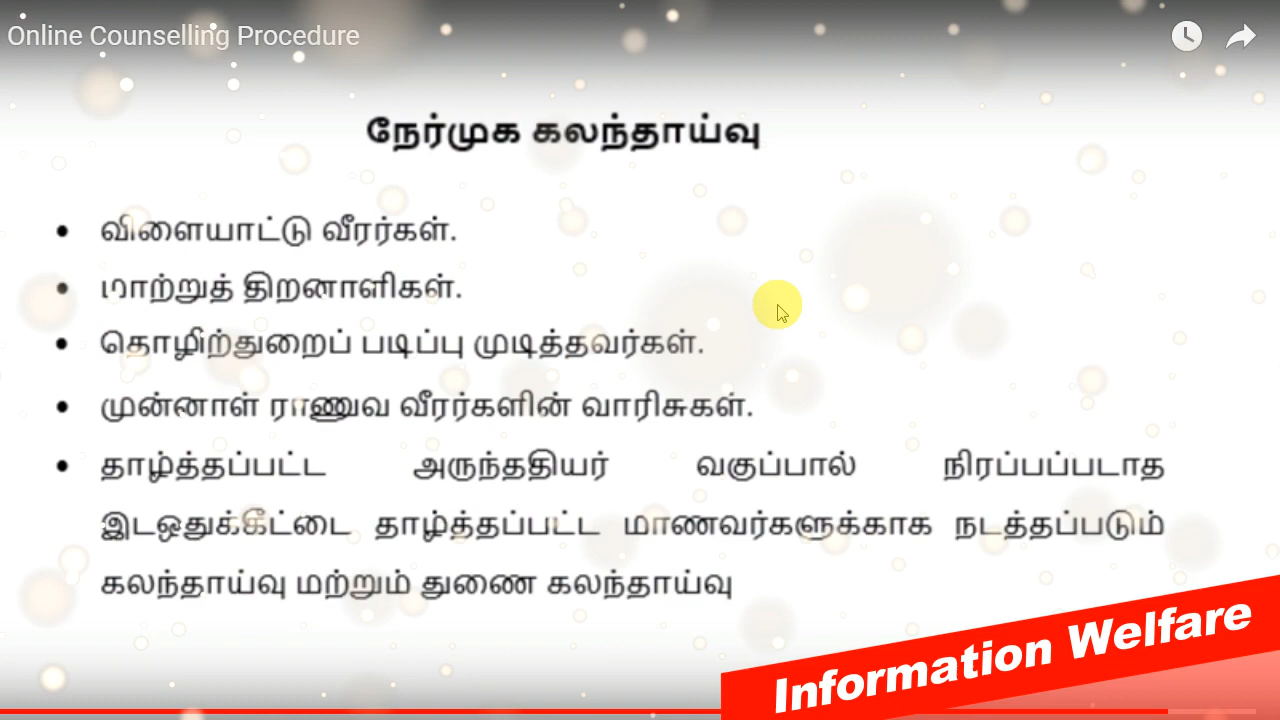 Online Counselling Procedure
நேர்முக கலந்தாய்வு
• விளையாட்டு வீரர்கள்.
• மாற்றுத் திறனாளிகள்.
• தொழிற்துறைப் படிப்பு முடித்தவர்கள்.
• முன்னாள் ராணுவ வீரர்களின் வாரிசுகள்.
• தாழ்த்தப்பட்ட அருந்ததியர் வகுப்பால் நிரப்பப்படாத
இடஒதுக்கீட்டை தாழ்த்தப்பட்ட மாணவர்களுக்காக நடத்தப்படும்
கலந்தாய்வு மற்றும் துணை கலந்தாய்வு
Information Welfare